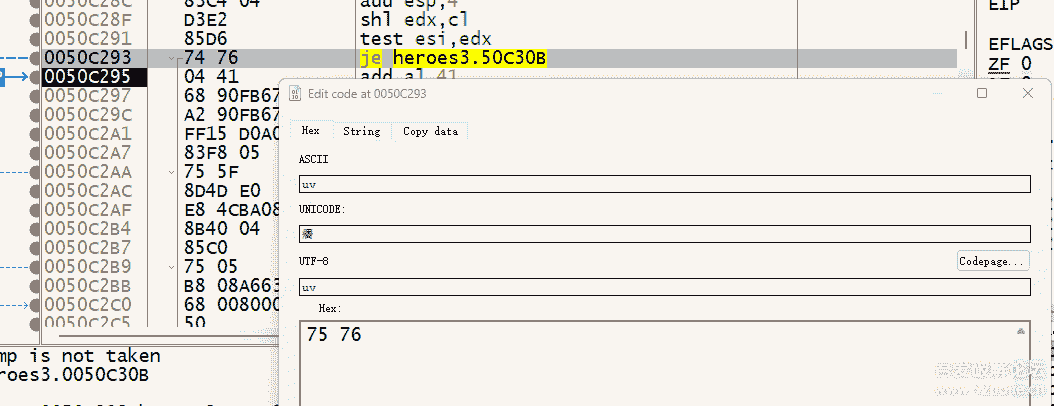 0050C28C 83C4 04 add esp,4
0050C28F D3E2 shl edx,cl
0050C291 85D6 test esi,edx
0050C293 74 76 je heroes3.50C30B
0050C295 04 41 add al,41
0050C297 68 90FB67
0050C29C A2 90FB67
0050C2A1 FF15 D0A0
0050C2A7 83F8 05
0050C2AA 75 5F
0050C2AC 8D4D E0
0050C2AF E8 4CBA08
0050C2B4 8B40 04
0050C2B7 85C0
0050C2B9 75 05
0050C2BB B8 08A663
0050C2C0 68 008000
0050C2C5 50
EIP
EFLAGS
ZF 0
Edit code at 0050C293
Hex String Copy data
ASCII
uv
UNICODE:
UTF-8
Codepage...
uv
Hex:
75 76
mp is not taken
roes3.0050C30B